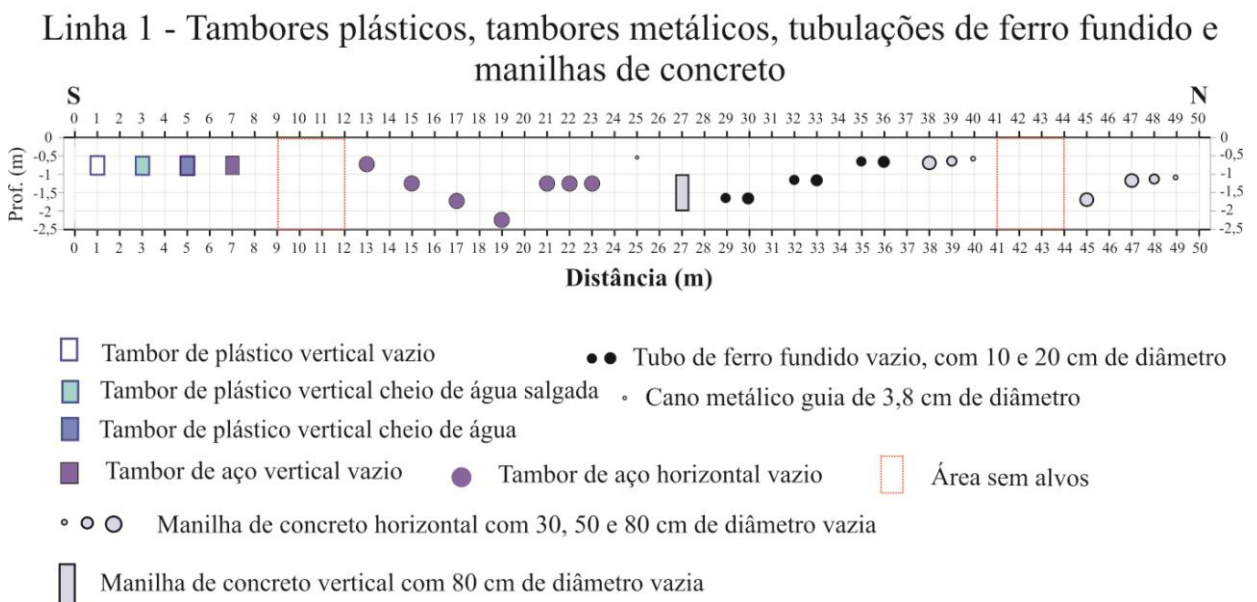 Linha 1 - Tambores plásticos, tambores metálicos, tubulações de ferro fundido e
manilhas de concreto
S N
0 1 2 3 4 5 6 7 8 9 10 11 12 13 14 15 16 17 18 19 20 21 22 23 24 25 26 27 28 29 30 31 32 33 34 35 36 37 38 39 40 41 42 43 44 45 46 47 48 49 50
0 0
-0,5 -0,5
-1 -1
-1,5 -1,5
-2 -2
-2,5 -2,5
Prof. (m)
0 1 2 3 4 5 6 7 8 9 10 11 12 13 14 15 16 17 18 19 20 21 22 23 24 25 26 27 28 29 30 31 32 33 34 35 36 37 38 39 40 41 42 43 44 45 46 47 48 49 50
Distância (m)
Tambor de plástico vertical vazio
Tubo de ferro fundido vazio, com 10 e 20 cm de diâmetro
Tambor de plástico vertical cheio de água salgada
Cano metálico guia de 3,8 cm de diâmetro
Tambor de plástico vertical cheio de água
Tambor de aço vertical vazio
Tambor de aço horizontal vazio
Área sem alvos
Manilha de concreto horizontal com 30, 50 e 80 cm de diâmetro vazia
Manilha de concreto vertical com 80 cm de diâmetro vazia